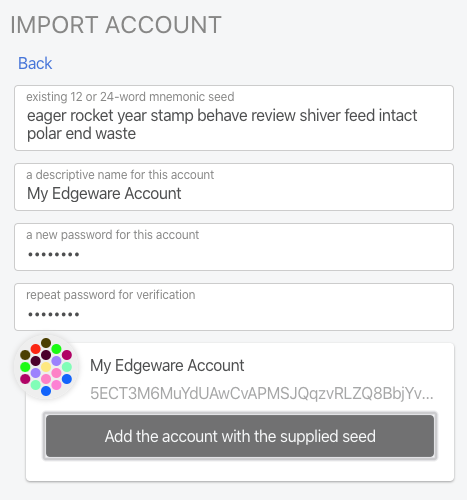 IMPORT ACCOUNT
Back
existing 12 or 24-word mnemonic seed
eager rocket year stamp behave review shiver feed intact
polar end waste
a descriptive name for this account
My Edgeware Account
a new password for this account
••••••••
repeat password for verification
••••••••
My Edgeware Account
5ECT3M6MuYdUAwCvAPMSJQqzvRLZQ8BbjYv...
Add the account with the supplied seed